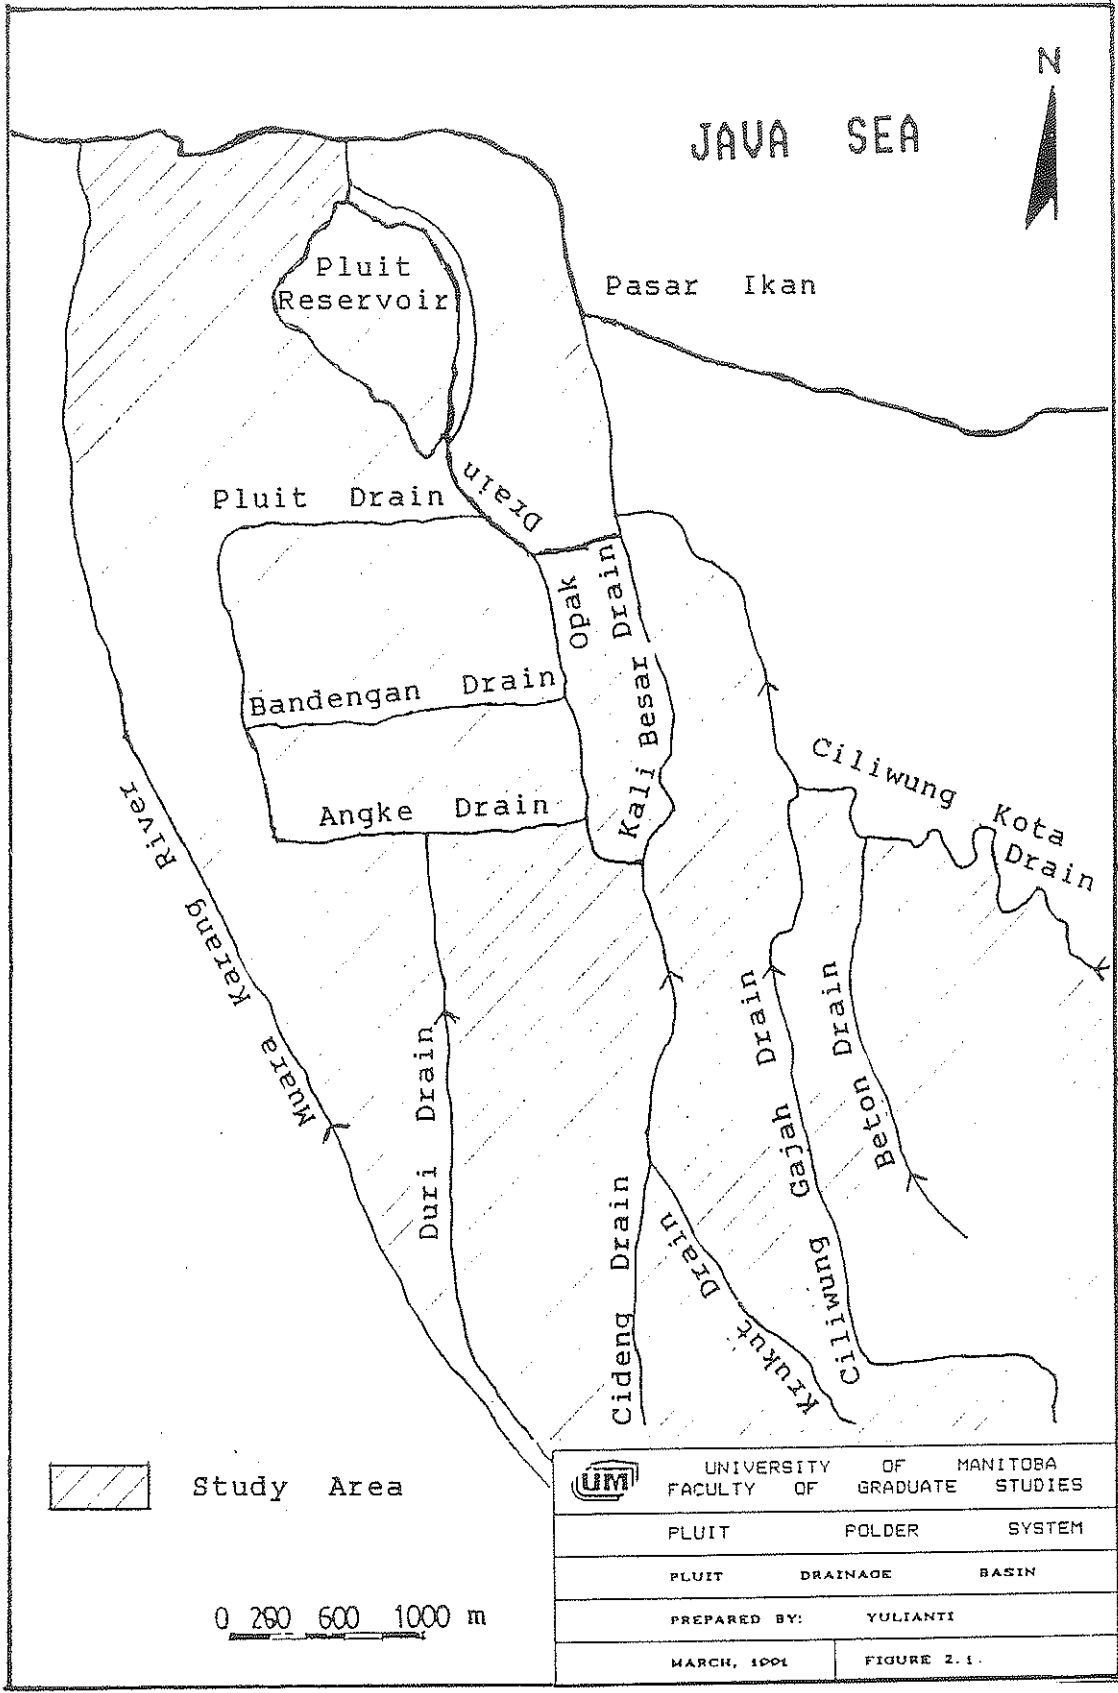 N
JAVA SEA
Pasar Ikan
Pluit
Reservoir
Pluit Drain
Drain
Opak
Drain
Kali Besar
Bandengan Drain
Angke Drain
Ciliwung Kota
Drain
Muara Karang River
Duri Drain
Cideng Drain
Krukut Drain
Ciliwung Gajah Drain
Beton Drain
Study Area
0 200 600 1000 m
UM
UNIVERSITY OF MANITOBA
FACULTY OF GRADUATE STUDIES
PLUIT POLDER SYSTEM
PLUIT DRAINAGE BASIN
PREPARED BY: YULIANTI
MARCH, 1991
FIGURE 2.1.